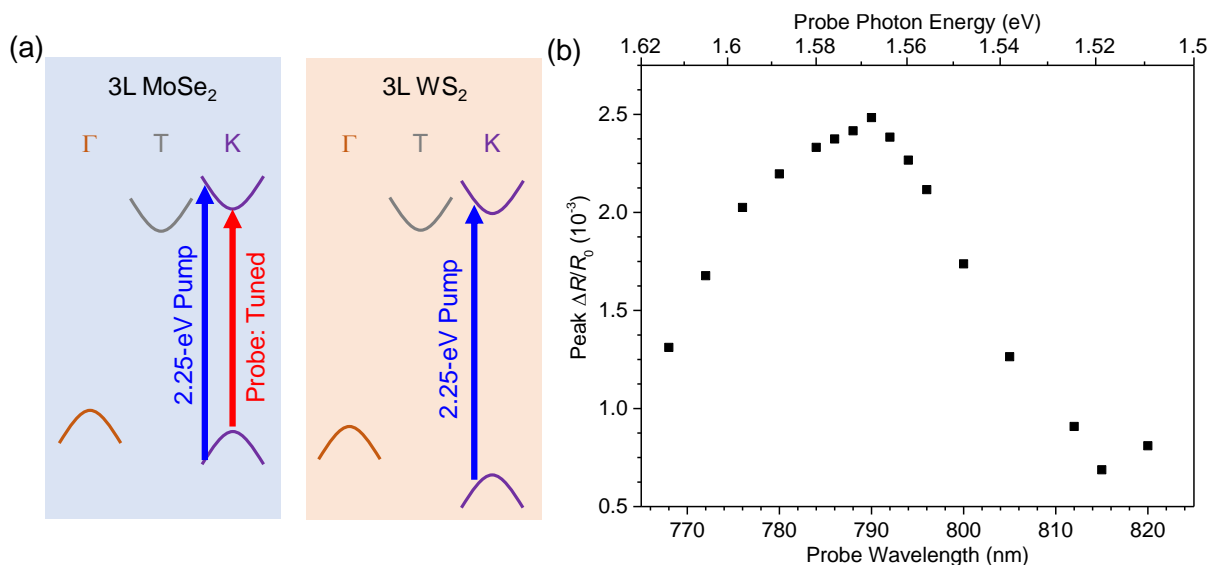 (a)
3L MoSe₂
Γ T K
2.25-eV Pump
Probe: Tuned
3L WS₂
Γ T K
2.25-eV Pump
(b)
Probe Photon Energy (eV)
1.62 1.6 1.58 1.56 1.54 1.52 1.5
Peak ΔR/R₀ (10⁻³)
2.5
2.0
1.5
1.0
0.5
770 780 790 800 810 820
Probe Wavelength (nm)